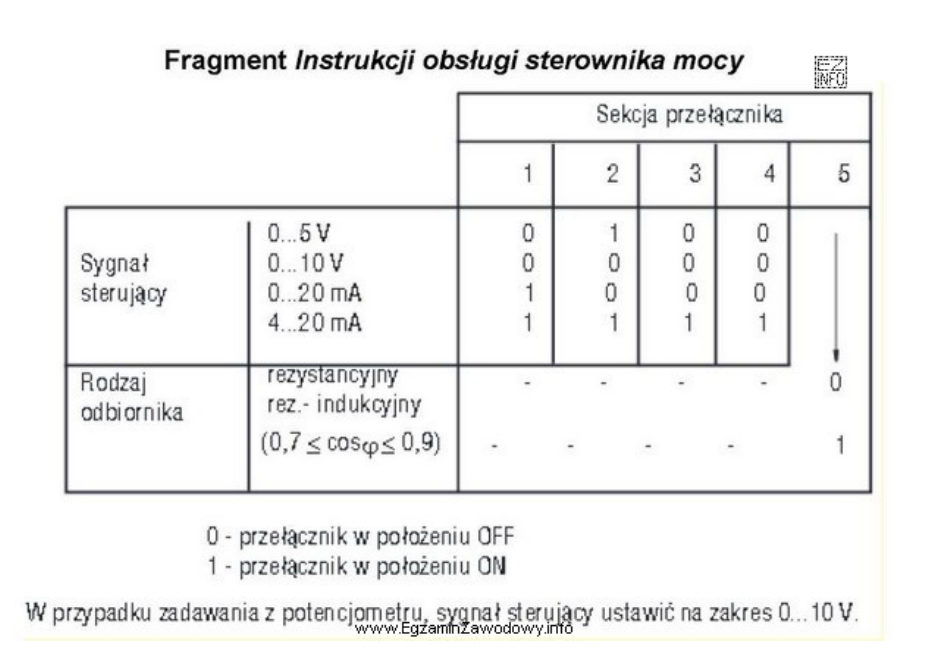 Fragment Instrukcji obsługi sterownika mocy
EZ
INFO
Sekcja przełącznika
1 2 3 4 5
Sygnał sterujący
0...5 V 0 1 0 0
0...10 V 0 0 0 0
0...20 mA 1 0 0 0
4...20 mA 1 1 1 1
Rodzaj odbiornika
rezystancyjny - - - - 0
rez.- indukcyjny
(0,7 ≤ cosφ ≤ 0,9) - - - - 1
0 - przełącznik w położeniu OFF
1 - przełącznik w położeniu ON
W przypadku zadawania z potencjometru, sygnał sterujący ustawić na zakres 0...10 V.
www.EgzaminZawodowy.info